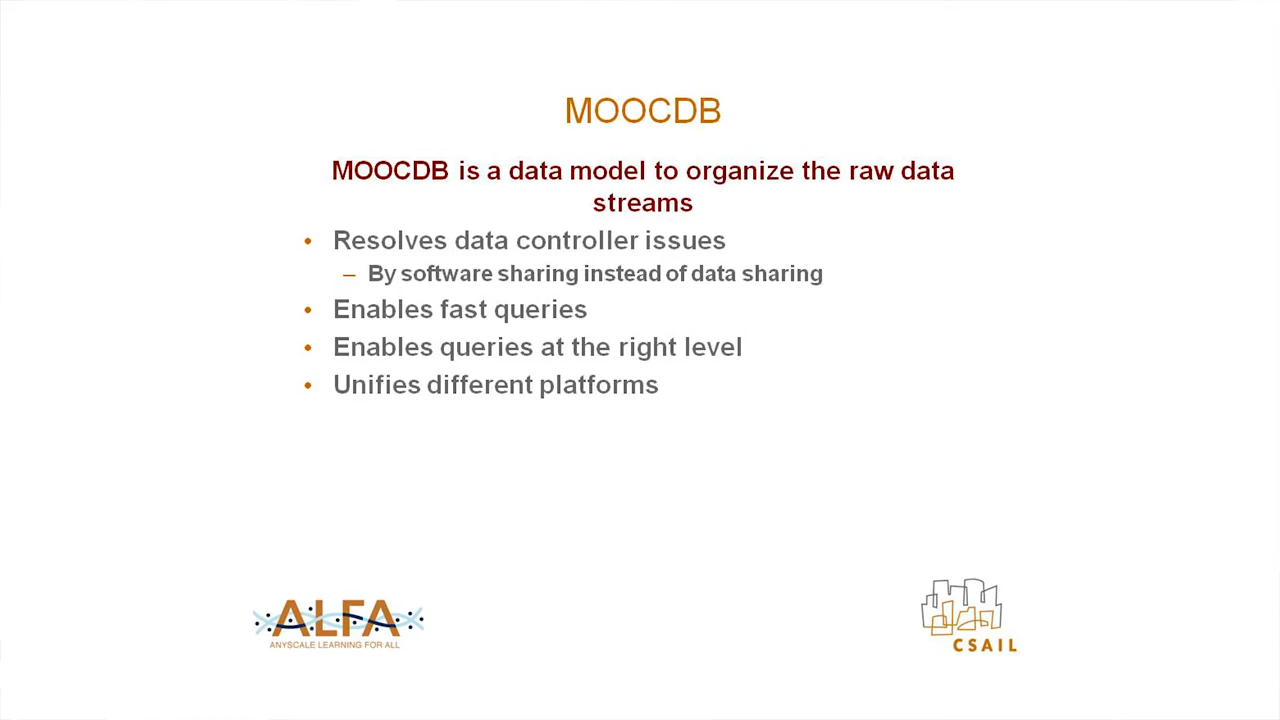 MOOCDB
MOOCDB is a data model to organize the raw data
streams
• Resolves data controller issues
– By software sharing instead of data sharing
• Enables fast queries
• Enables queries at the right level
• Unifies different platforms
ALFA
ANYSCALE LEARNING FOR ALL
CSAIL